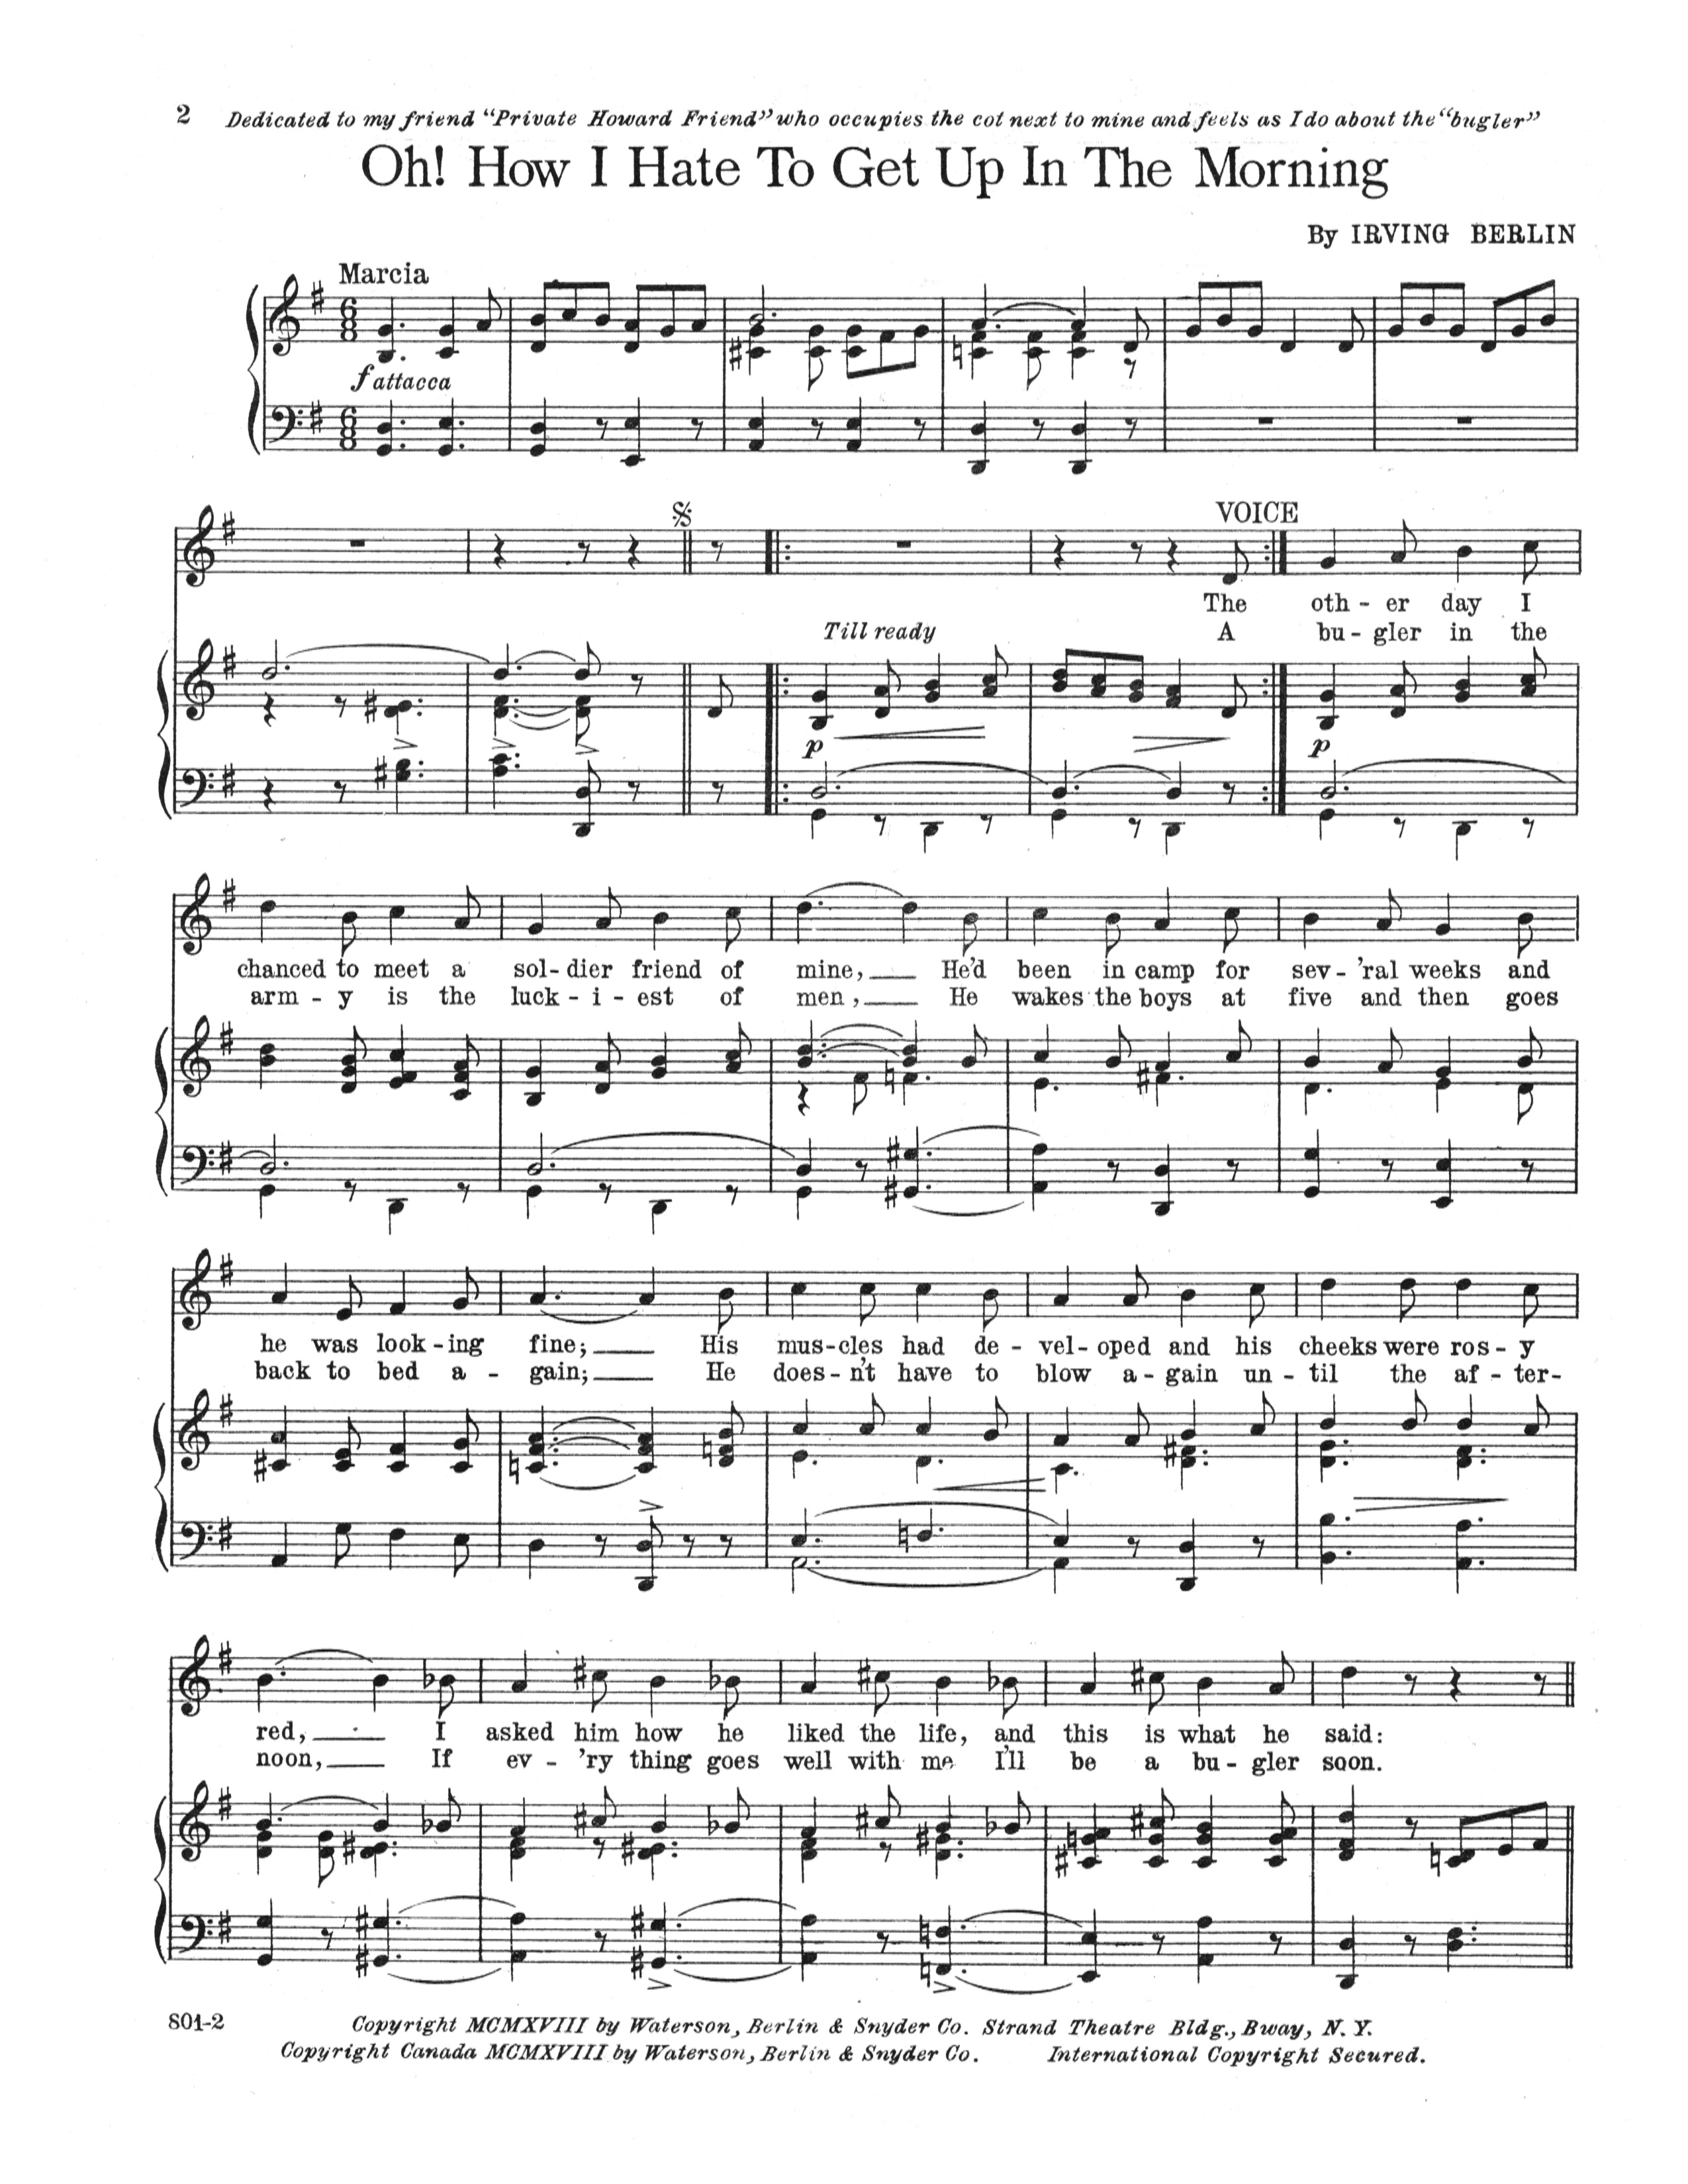 2 Dedicated to my friend "Private Howard Friend" who occupies the cot next to mine and feels as I do about the "bugler"
Oh! How I Hate To Get Up In The Morning
By IRVING BERLIN
Marcia
6 8
f attacca
6 8
VOICE
The oth - er day I
A bu - gler in the
Till ready
p
p
chanced to meet a sol - dier friend of mine, He'd been in camp for sev - 'ral weeks and
arm - y is the luck - i - est of men, He wakes the boys at five and then goes
he was look - ing fine; His mus - cles had de - vel - oped and his cheeks were ros - y
back to bed a - gain; He does - n't have to blow a - gain un - til the af - ter -
red, I asked him how he liked the life, and this is what he said:
noon, If ev - 'ry thing goes well with me I'll be a bu - gler soon.
801-2 Copyright MCMXVIII by Waterson, Berlin & Snyder Co. Strand Theatre Bldg., Bway, N. Y.
Copyright Canada MCMXVIII by Waterson, Berlin & Snyder Co. International Copyright Secured.